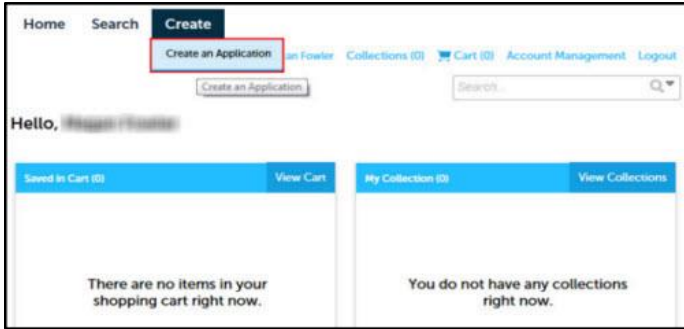 Home Search Create
Create an Application an Fowler Collections (0) Cart (0) Account Management Logout
Create an Application
Search...
Hello,
Saved in Cart (0) View Cart My Collection (0) View Collections
There are no items in your You do not have any collections
shopping cart right now. right now.